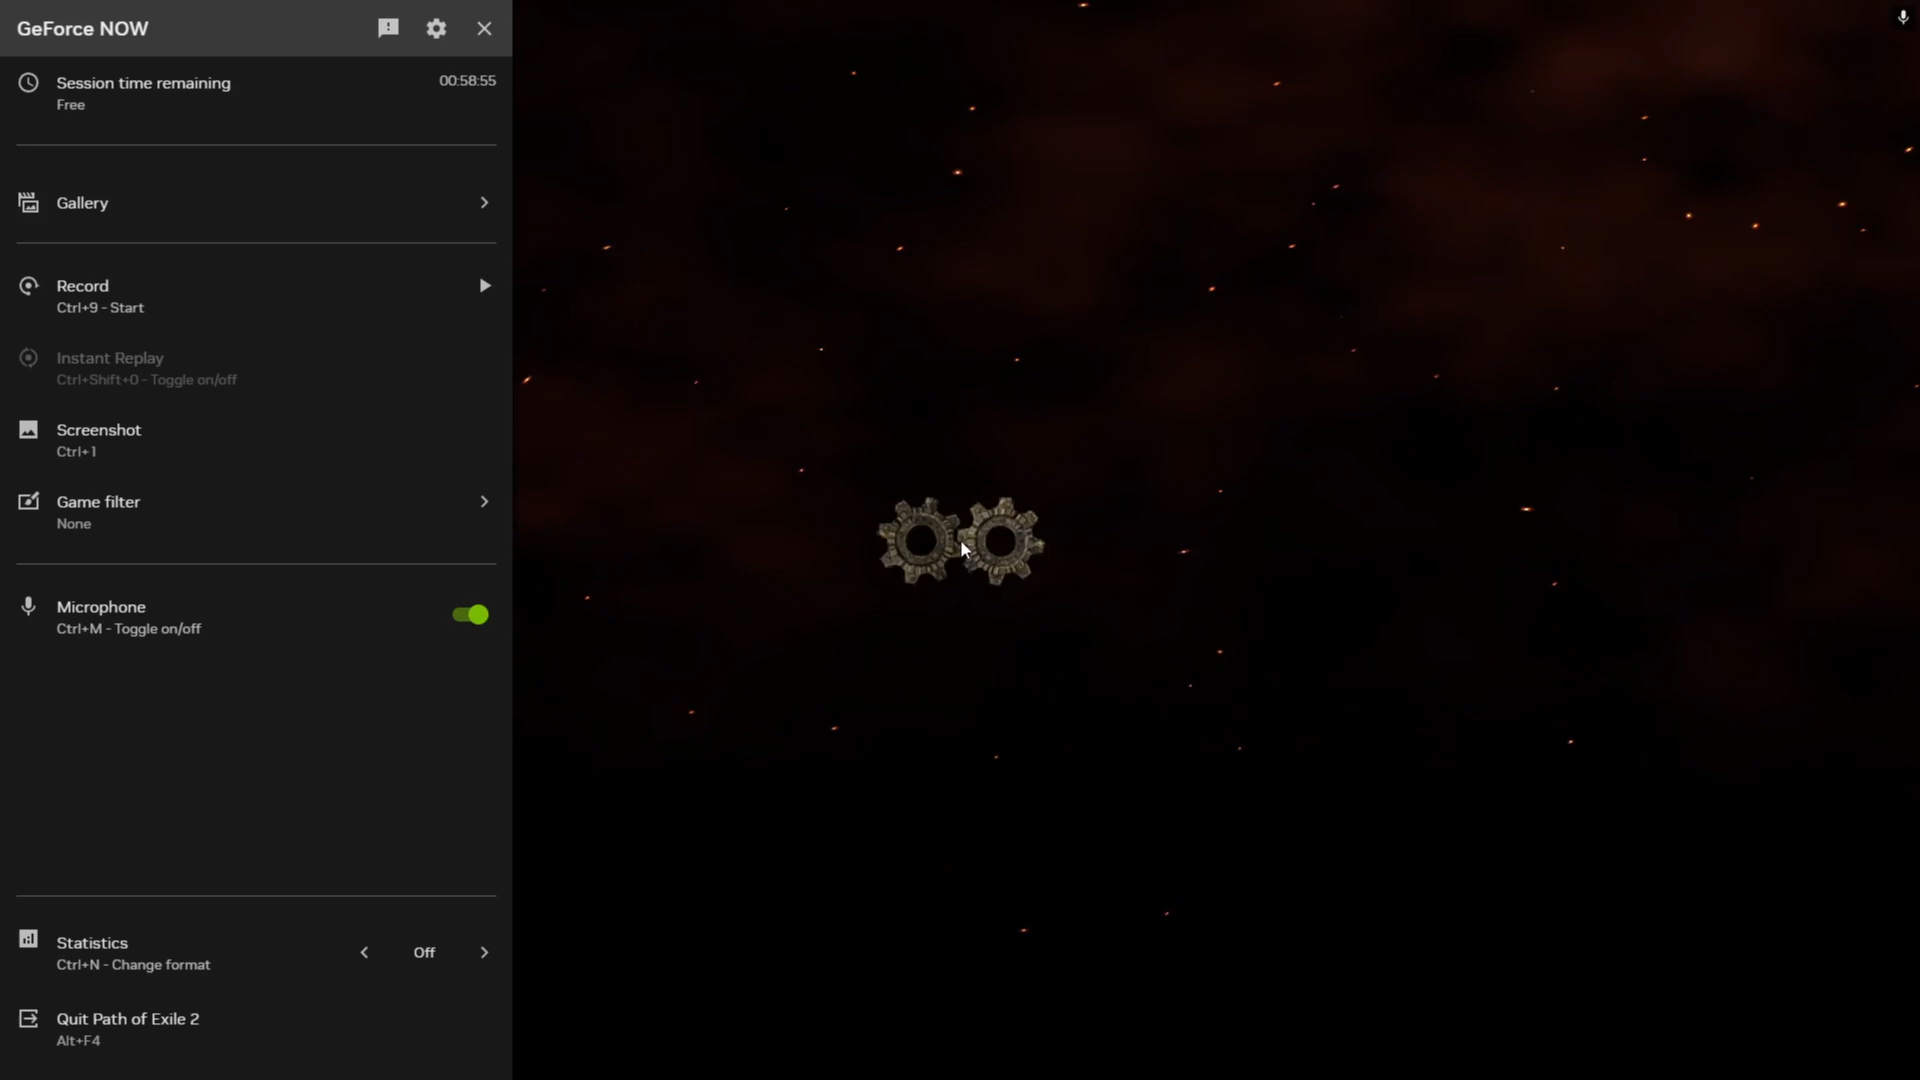 GeForce NOW
Session time remaining
00:58:55
Free
Gallery
Record
Ctrl+9 - Start
Instant Replay
Ctrl+Shift+0 - Toggle on/off
Screenshot
Ctrl+1
Game filter
None
Microphone
Ctrl+M - Toggle on/off
Statistics
Off
Ctrl+N - Change format
Quit Path of Exile 2
Alt+F4